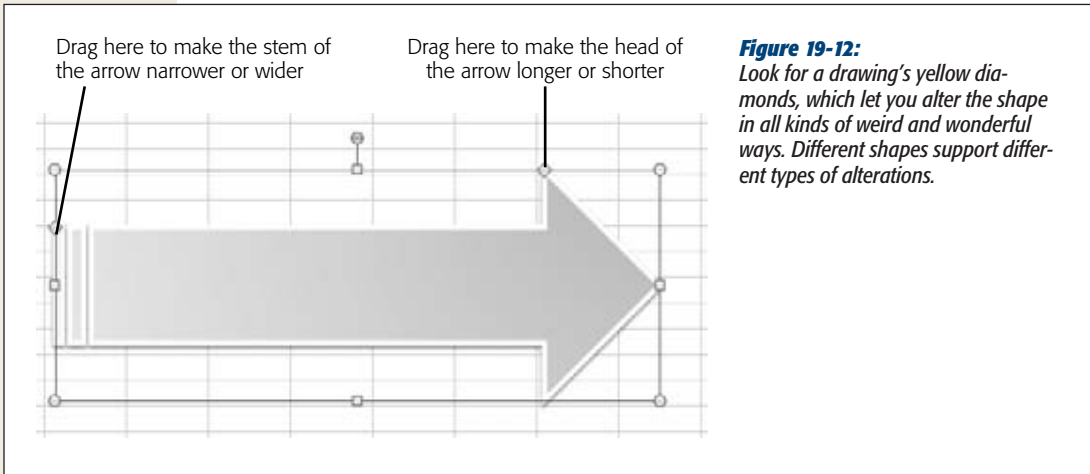 Drag here to make the stem of
the arrow narrower or wider
Drag here to make the head of
the arrow longer or shorter
Figure 19-12:
Look for a drawing's yellow dia-
monds, which let you alter the shape
in all kinds of weird and wonderful
ways. Different shapes support differ-
ent types of alterations.